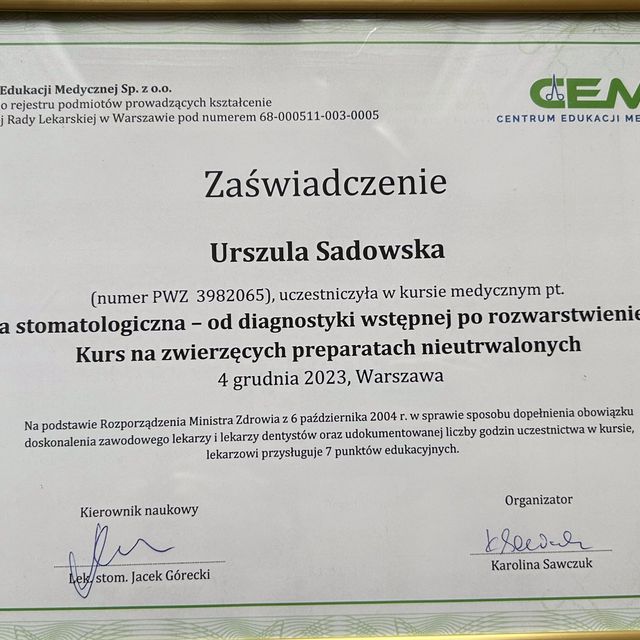 Edukacji Medycznej Sp. z o.o.
o rejestru podmiotów prowadzących kształcenie
j Rady Lekarskiej w Warszawie pod numerem 68-000511-003-0005
CEM
CENTRUM EDUKACJI ME
Zaświadczenie
Urszula Sadowska
(numer PWZ 3982065), uczestniczyła w kursie medycznym pt.
a stomatologiczna – od diagnostyki wstępnej po rozwarstwienie
Kurs na zwierzęcych preparatach nieutrwalonych
4 grudnia 2023, Warszawa
Na podstawie Rozporządzenia Ministra Zdrowia z 6 października 2004 r. w sprawie sposobu dopełnienia obowiązku
doskonalenia zawodowego lekarzy i lekarzy dentystów oraz udokumentowanej liczby godzin uczestnictwa w kursie,
lekarzowi przysługuje 7 punktów edukacyjnych.
Kierownik naukowy
Lek. stom. Jacek Górecki
Organizator
Karolina Sawczuk